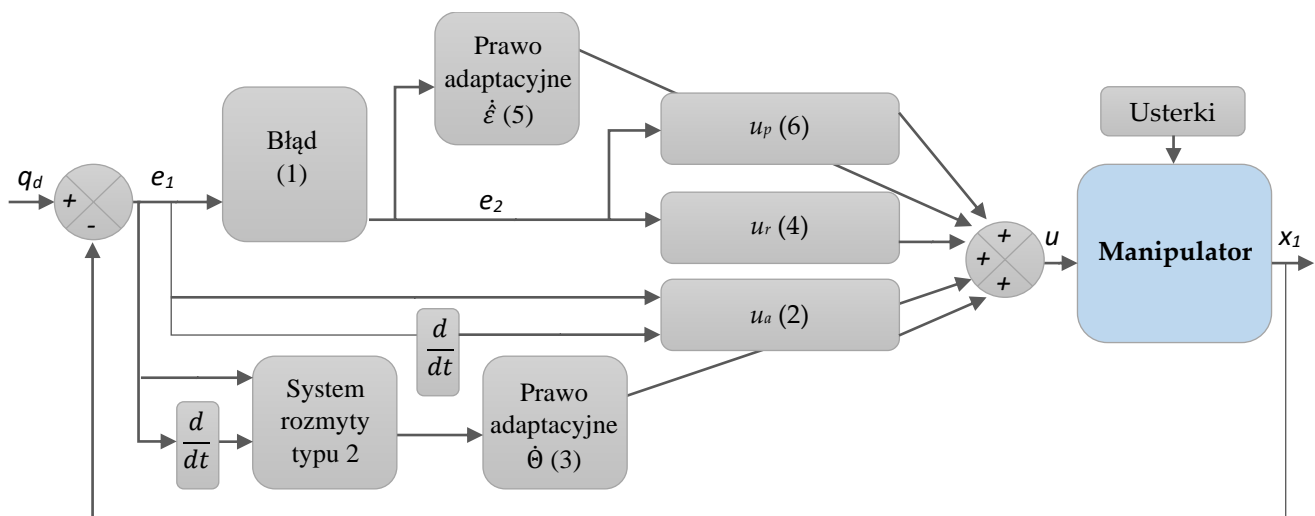 Prawo
adaptacyjne
ε̂̇ (5)
Błąd
(1)
u_p (6)
Usterki
q_d
+
-
e_1
e_2
u_r (4)
+
+
+
u
Manipulator
x_1
u_a (2)
d
dt
System
rozmyty
typu 2
Prawo
adaptacyjne
Θ̇ (3)
d
dt